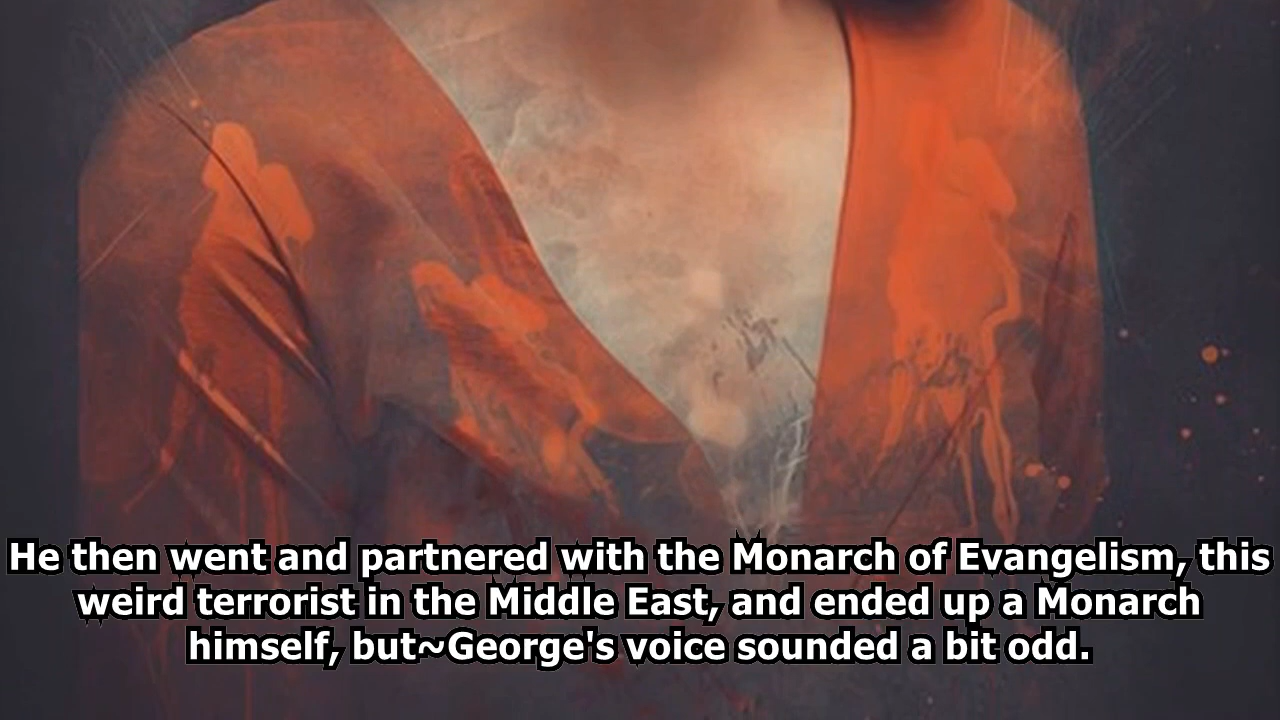 He then went and partnered with the Monarch of Evangelism, this
weird terrorist in the Middle East, and ended up a Monarch
himself, but~George's voice sounded a bit odd.